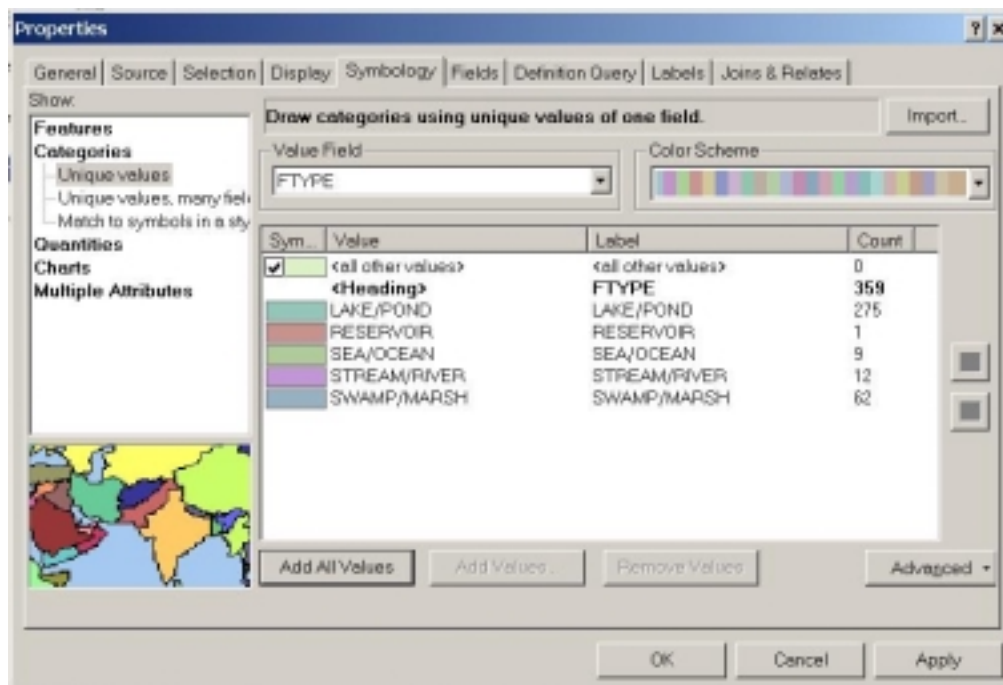 Properties
General Source Selection Display Symbology Fields Definition Query Labels Joins & Relates
Show:
Features
Categories
Unique values
Unique values, many fiel
Match to symbols in a sty
Quantities
Charts
Multiple Attributes
Draw categories using unique values of one field.
Import...
Value Field
FTYPE
Color Scheme
Sym... Value Label Count
<all other values> <all other values> 0
<Heading> FTYPE 359
LAKE/POND LAKE/POND 275
RESERVOIR RESERVOIR 1
SEA/OCEAN SEA/OCEAN 9
STREAM/RIVER STREAM/RIVER 12
SWAMP/MARSH SWAMP/MARSH 62
Add All Values Add Values... Remove Values Advanced
OK Cancel Apply